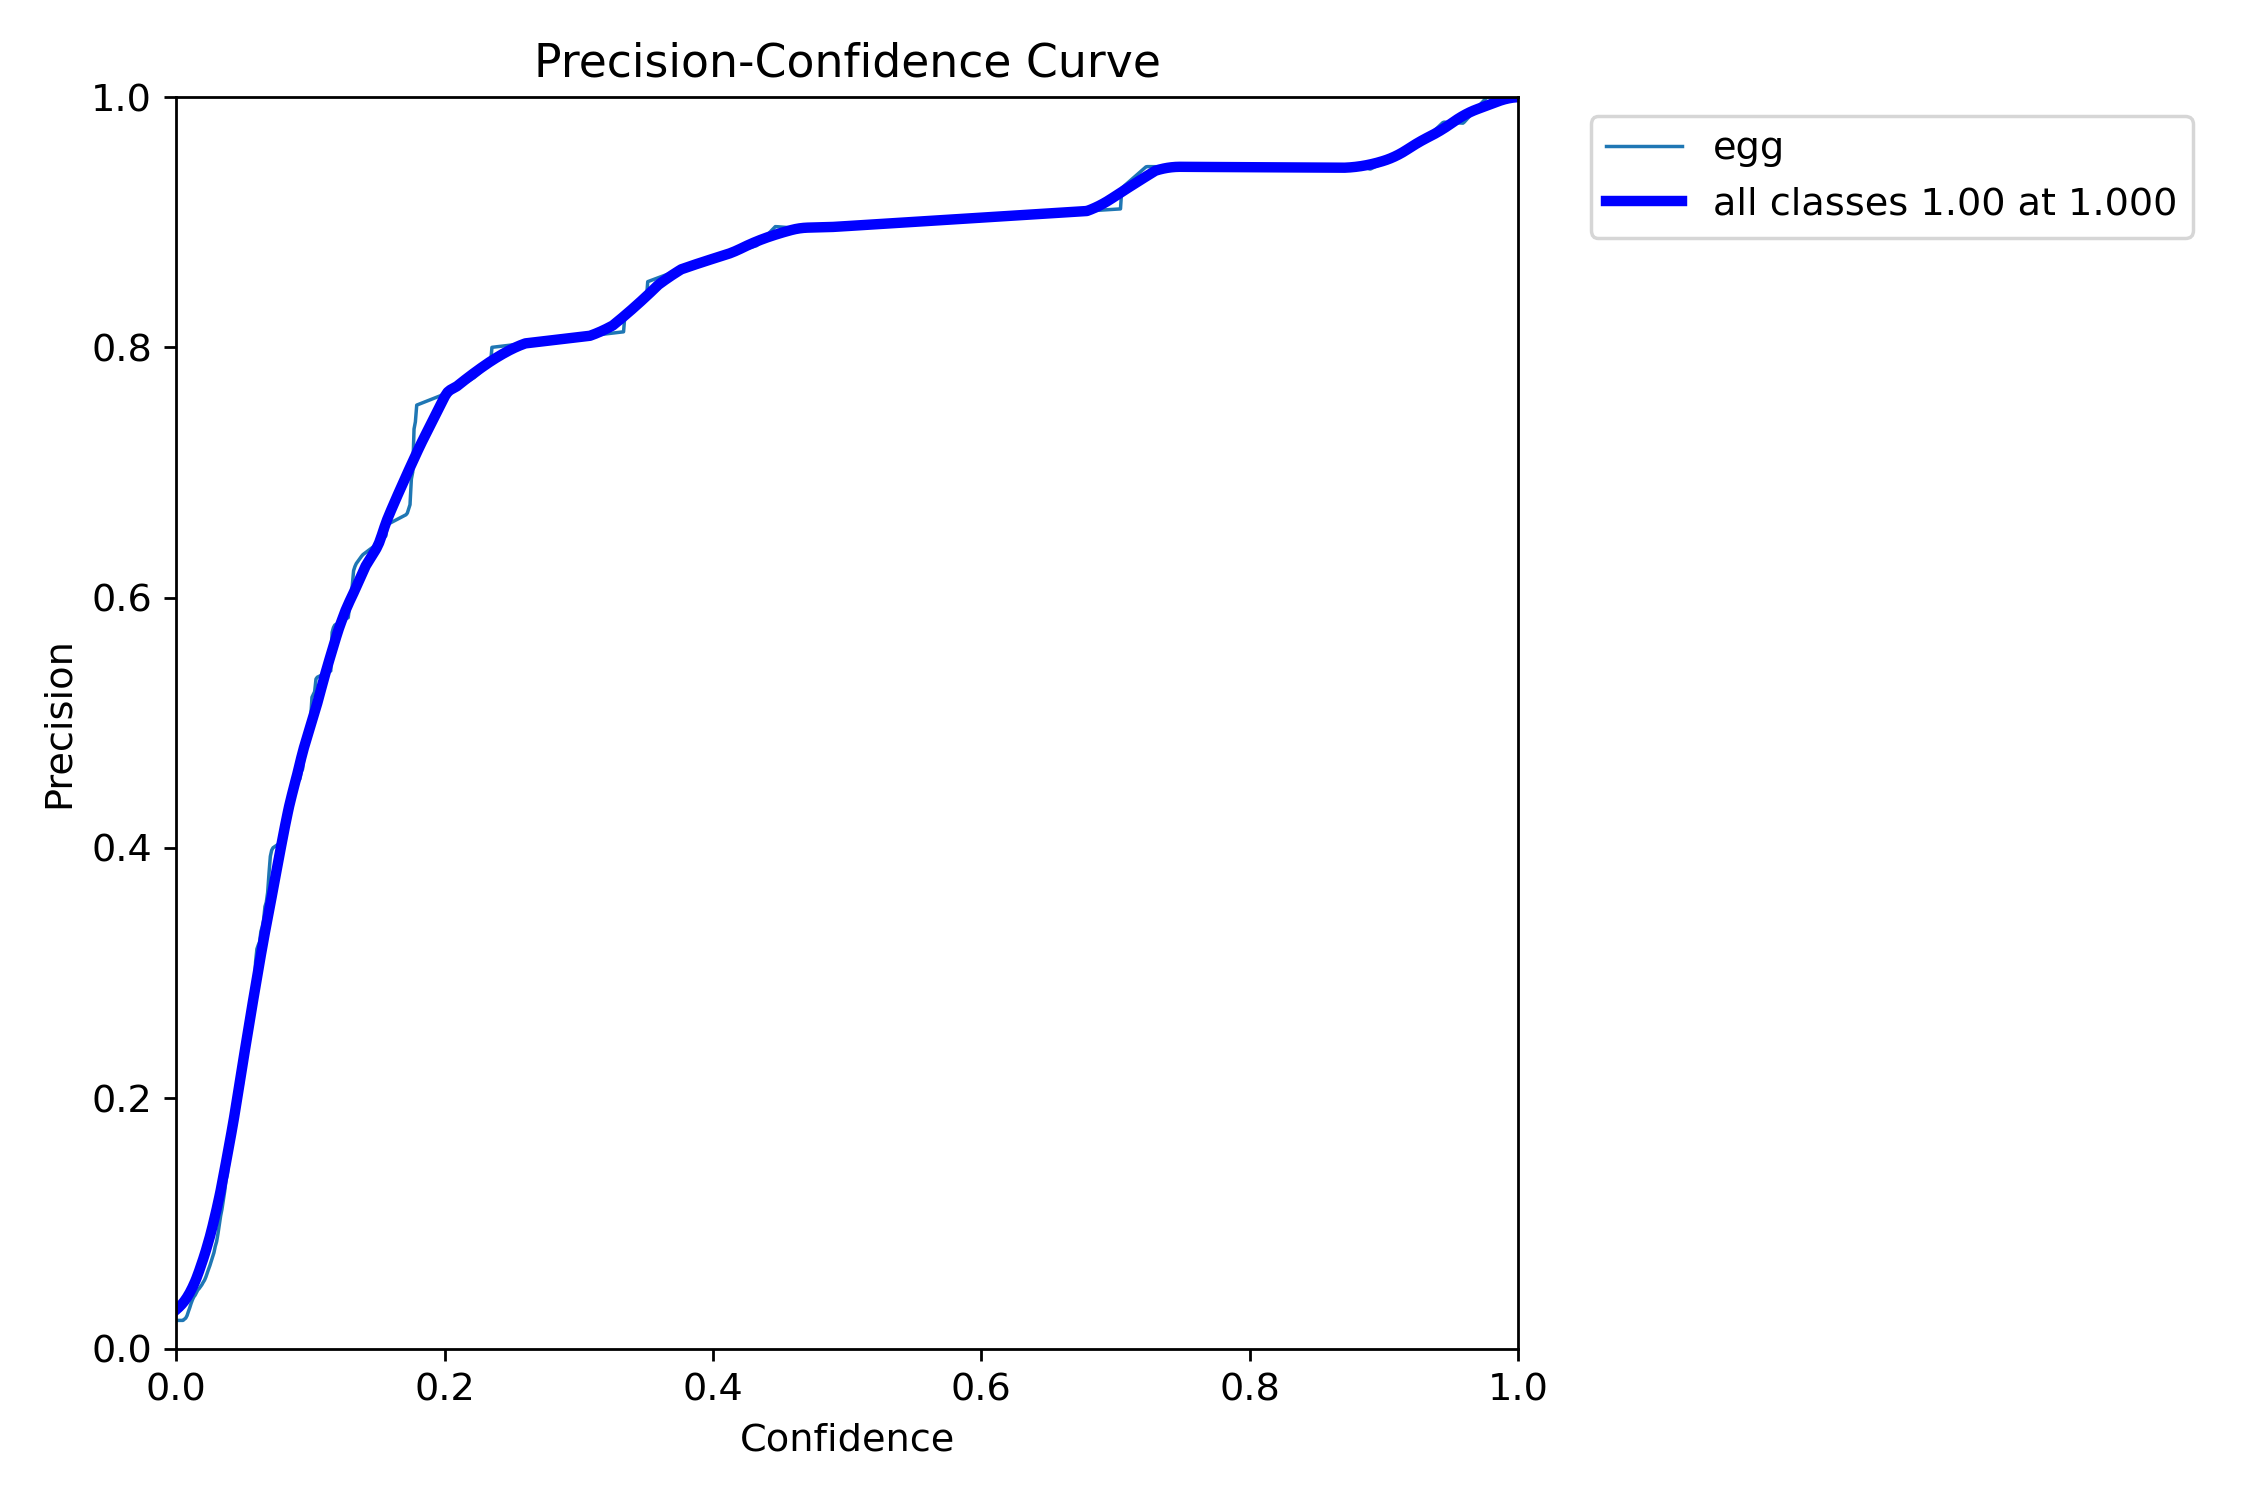 Precision-Confidence Curve
egg
all classes 1.00 at 1.000
1.0
0.8
0.6
0.4
0.2
0.0
Precision
0.0 0.2 0.4 0.6 0.8 1.0
Confidence